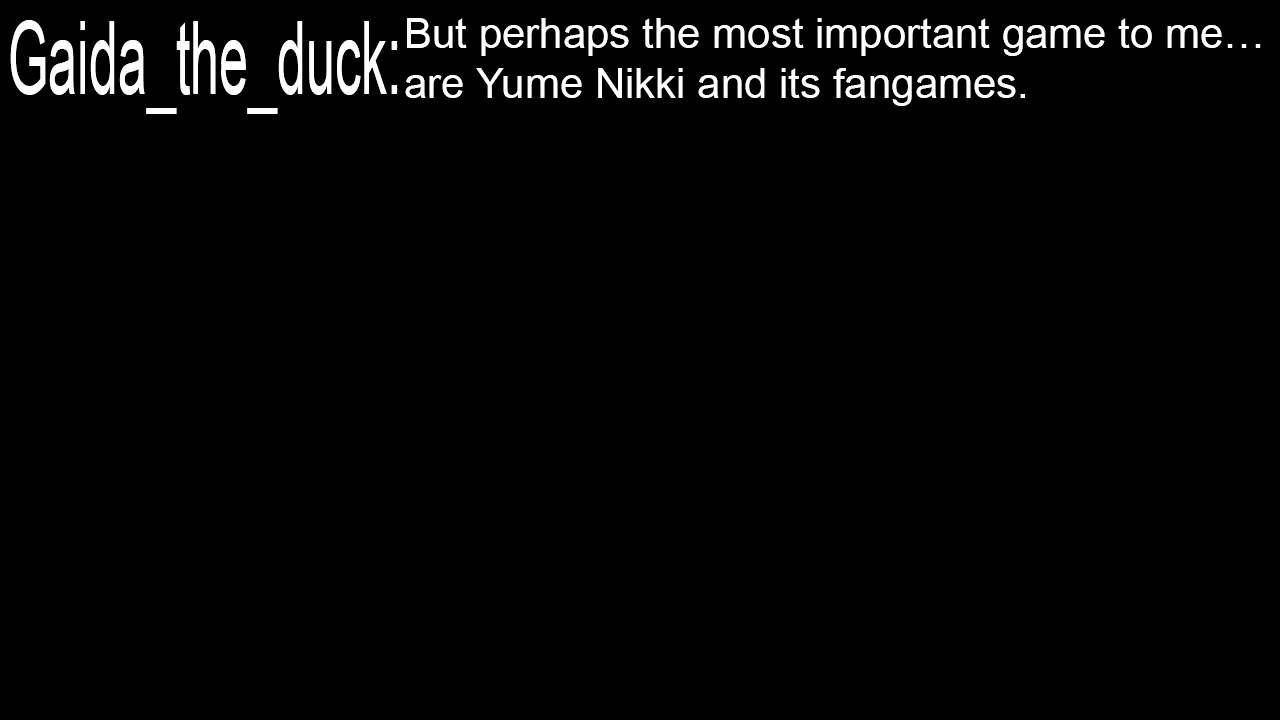 Gaida_the_duck:
But perhaps the most important game to me…
are Yume Nikki and its fangames.